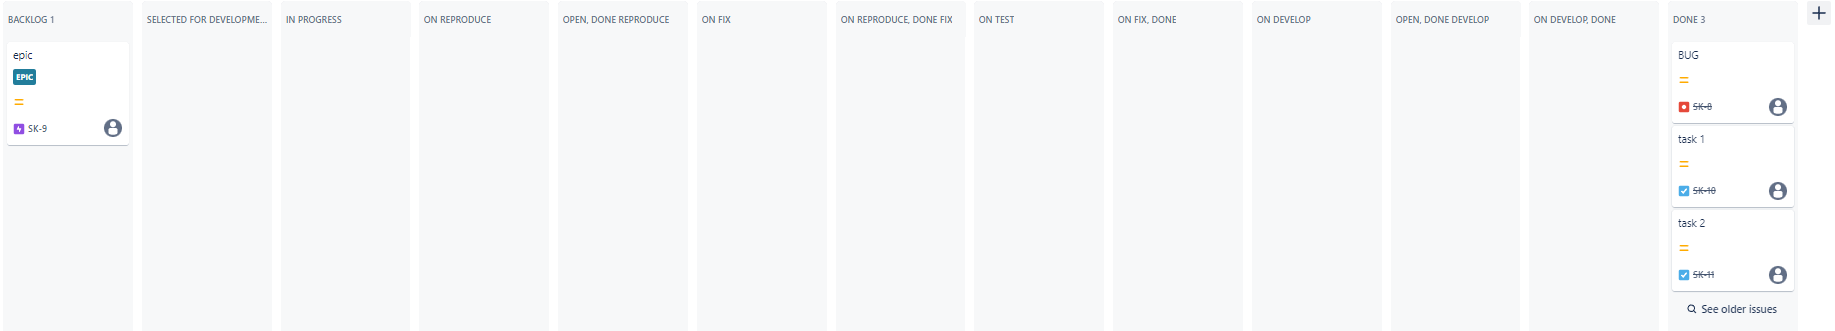 BACKLOG 1
epic
EPIC
SK-9
SELECTED FOR DEVELOPME...
IN PROGRESS
ON REPRODUCE
OPEN, DONE REPRODUCE
ON FIX
ON REPRODUCE, DONE FIX
ON TEST
ON FIX, DONE
ON DEVELOP
OPEN, DONE DEVELOP
ON DEVELOP, DONE
DONE 3
BUG
SK-8
task 1
SK-10
task 2
SK-11
See older issues